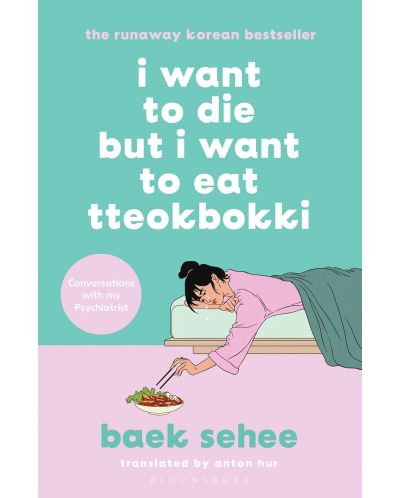 the runaway korean bestseller
i want
to die
but i want
to eat
tteokbokki
Conversations
with my
Psychiatrist
baek sehee
translated by anton hur
BLOOMSBURY